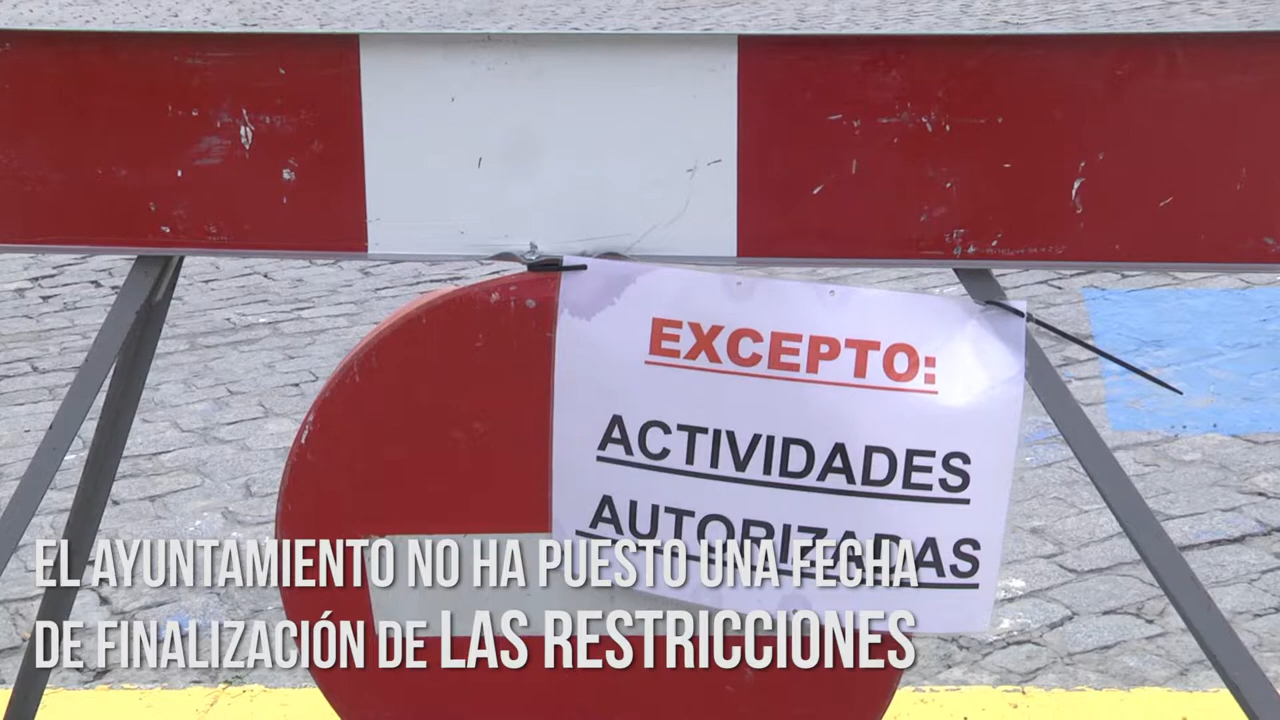 EXCEPTO:
ACTIVIDADES
AUTORIZADAS
EL AYUNTAMIENTO NO HA PUESTO UNA FECHA
DE FINALIZACIÓN DE LAS RESTRICCIONES